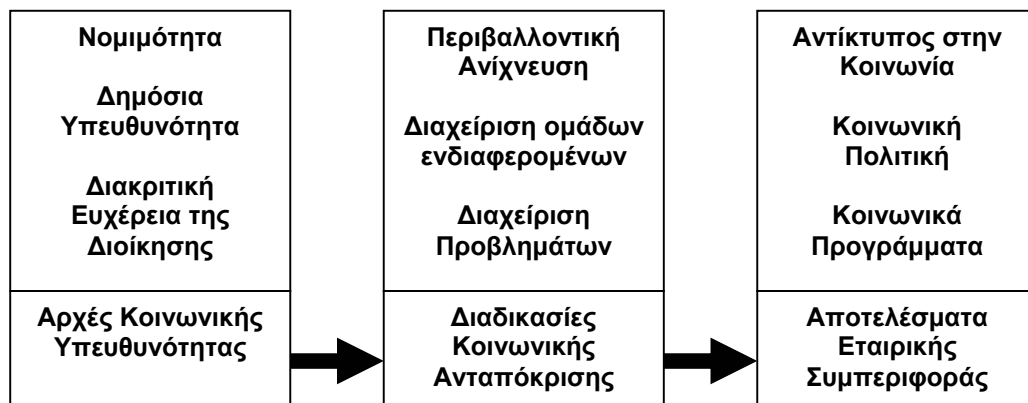 Νομιμότητα
Δημόσια
Υπευθυνότητα
Διακριτική
Ευχέρεια της
Διοίκησης
Αρχές Κοινωνικής
Υπευθυνότητας
Περιβαλλοντική
Ανίχνευση
Διαχείριση ομάδων
ενδιαφερομένων
Διαχείριση
Προβλημάτων
Διαδικασίες
Κοινωνικής
Ανταπόκρισης
Αντίκτυπος στην
Κοινωνία
Κοινωνική
Πολιτική
Κοινωνικά
Προγράμματα
Αποτελέσματα
Εταιρικής
Συμπεριφοράς